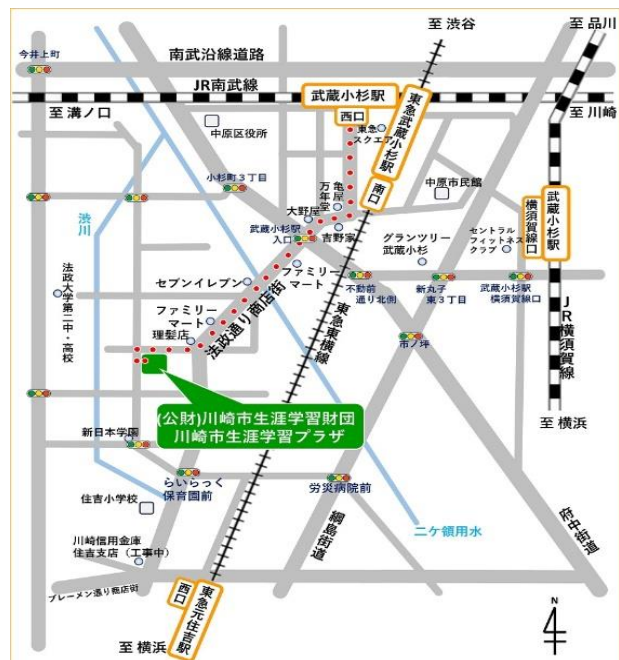 至 渋谷
至 品川
今井上町
南武沿線道路
JR南武線
武蔵小杉駅
西口
東急武蔵小杉駅
南口
至 溝ノ口
至 川崎
中原区役所
東急
スクエア
小杉町3丁目
亀屋
万年堂
中原市民館
大野屋
武蔵小杉駅
入口
吉野家
グランツリー
武蔵小杉
セントラル
フィットネス
クラブ
横須賀線口
武蔵小杉駅
渋川
セブンイレブン
ファミリー
マート
不動前
通り北側
新丸子
東3丁目
武蔵小杉駅
横須賀線口
法政大学第二中・高校
ファミリー
マート
理髪店
法政通り商店街
東急東横線
市ノ坪
JR横須賀線
至 横浜
(公財)川崎市生涯学習財団
川崎市生涯学習プラザ
新日本学園
らいらっく
保育園前
労災病院前
住吉小学校
綱島街道
二ケ領用水
府中街道
川崎信用金庫
住吉支店(工事中)
ブレーメン通り商店街
西口
東急元住吉駅
至 横浜
N